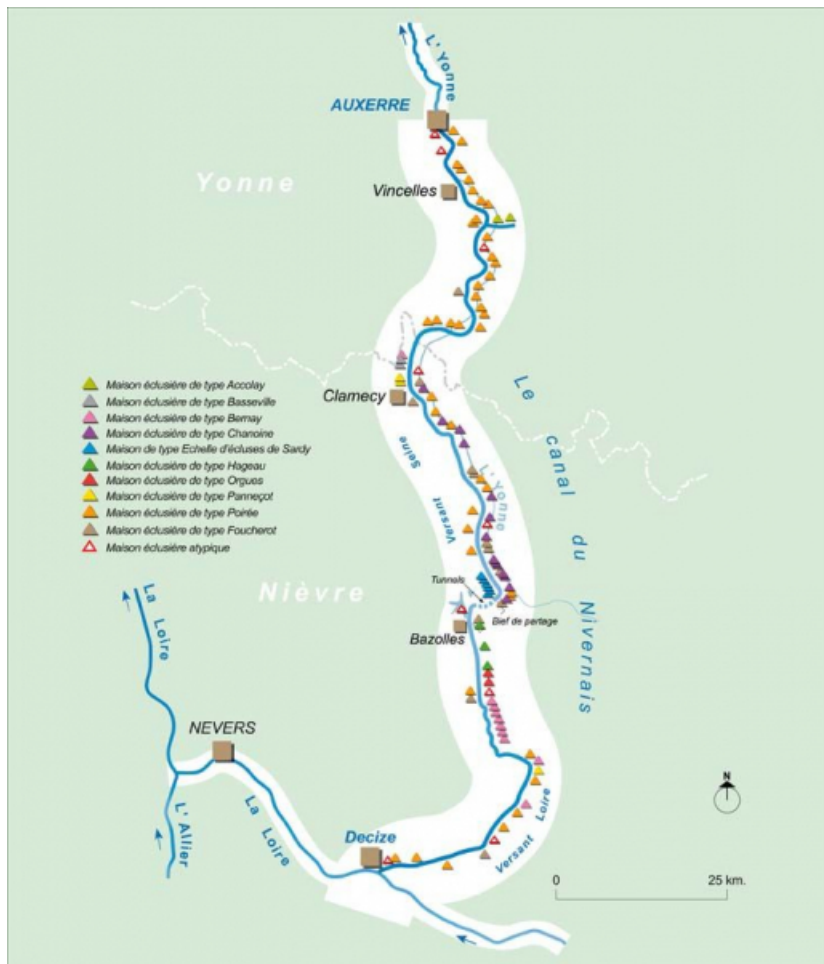 L'Yonne
AUXERRE
Yonne
Vincelles
Maison éclusière de type Accolay
Maison éclusière de type Basseville
Maison éclusière de type Bernay
Maison éclusière de type Chanoine
Maison de type Echelle d'écluses de Sardy
Maison éclusière de type Hageau
Maison éclusière de type Orgues
Maison éclusière de type Panneçot
Maison éclusière de type Poirée
Maison éclusière de type Foucherot
Maison éclusière atypique
Clamecy
Le canal du Nivernais
Versant Seine
L'Yonne
Nièvre
Tunnels
Bief de partage
Bazolles
La Loire
NEVERS
L'Allier
La Loire
Decize
Versant Loire
N
0 25 km.